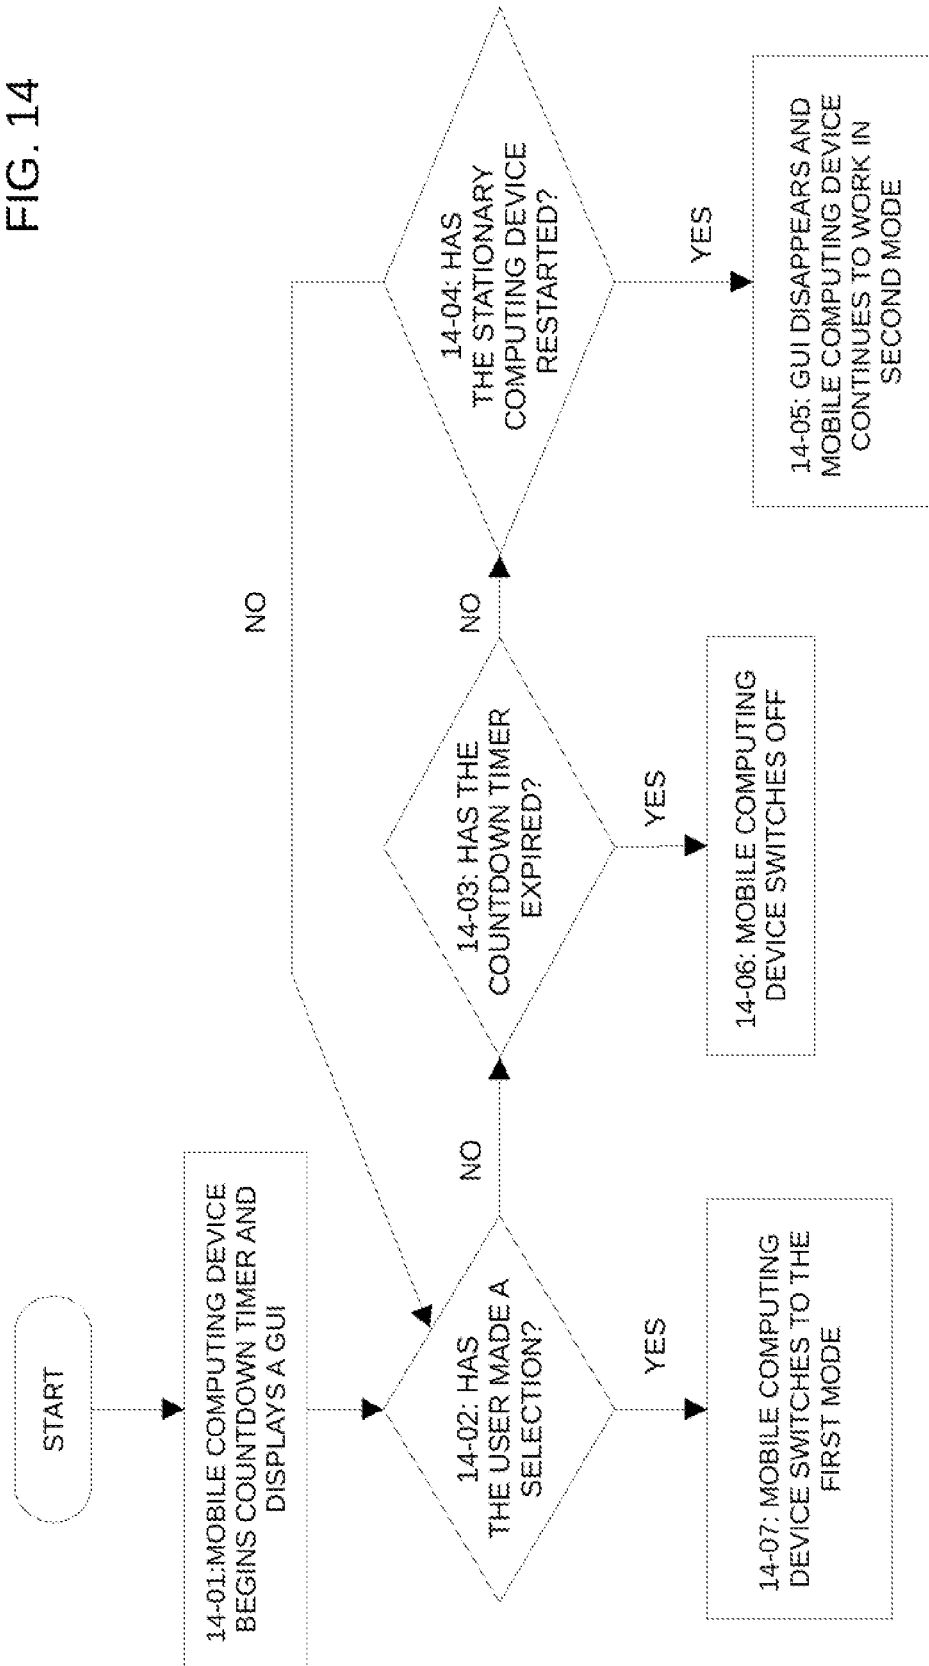 FIG. 14
START
14-01:MOBILE COMPUTING DEVICE
BEGINS COUNTDOWN TIMER AND
DISPLAYS A GUI
14-02: HAS
THE USER MADE A
SELECTION?
NO
YES
14-07: MOBILE COMPUTING
DEVICE SWITCHES TO THE
FIRST MODE
14-03: HAS THE
COUNTDOWN TIMER
EXPIRED?
NO
YES
14-06: MOBILE COMPUTING
DEVICE SWITCHES OFF
14-04: HAS
THE STATIONARY
COMPUTING DEVICE
RESTARTED?
NO
YES
14-05: GUI DISAPPEARS AND
MOBILE COMPUTING DEVICE
CONTINUES TO WORK IN
SECOND MODE